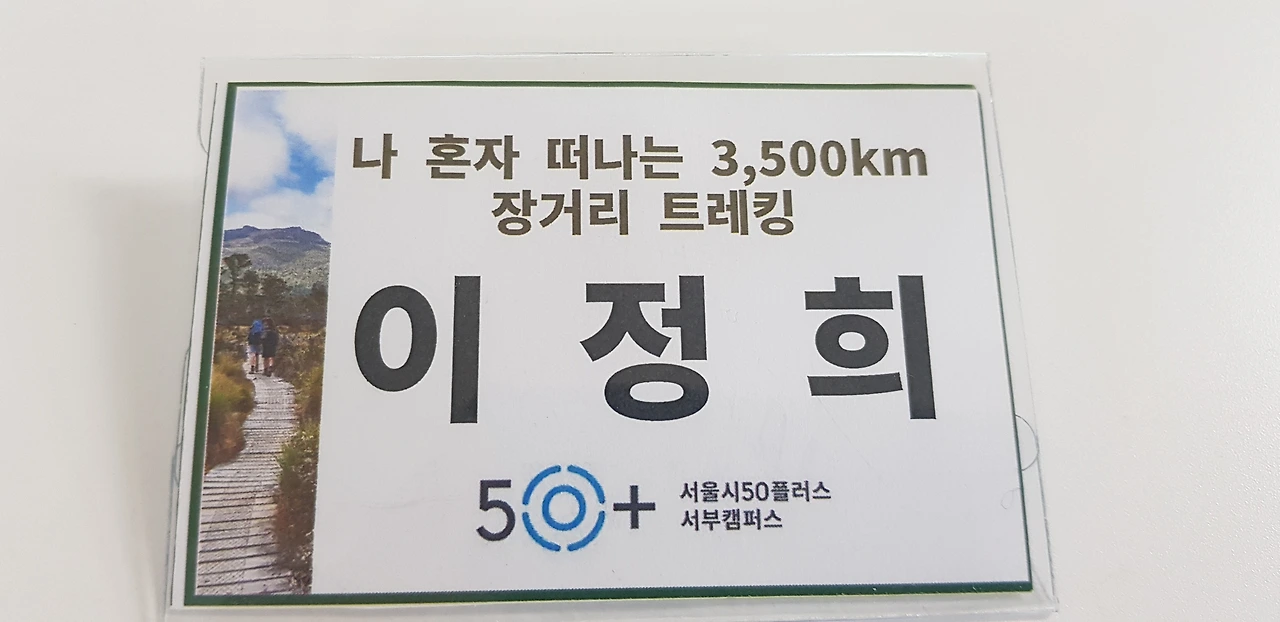 나 혼자 떠나는 3,500km
장거리 트레킹
이정희
50+
서울시50플러스
서부캠퍼스